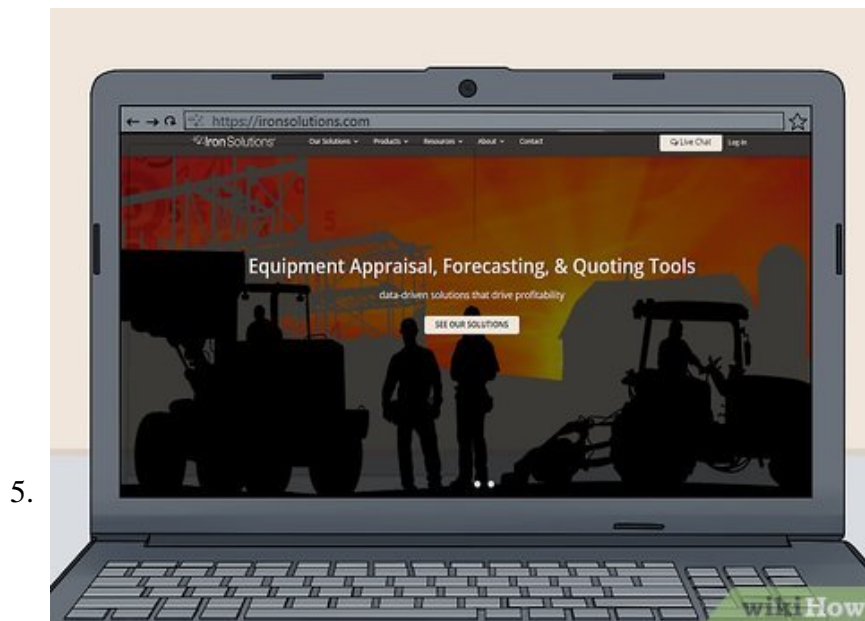 https://ironsolutions.com
Iron Solutions
Our Solutions Products Resources About Contact Live Chat Log in
Equipment Appraisal, Forecasting, & Quoting Tools
data-driven solutions that drive profitability
SEE OUR SOLUTIONS
5.
wikiHow